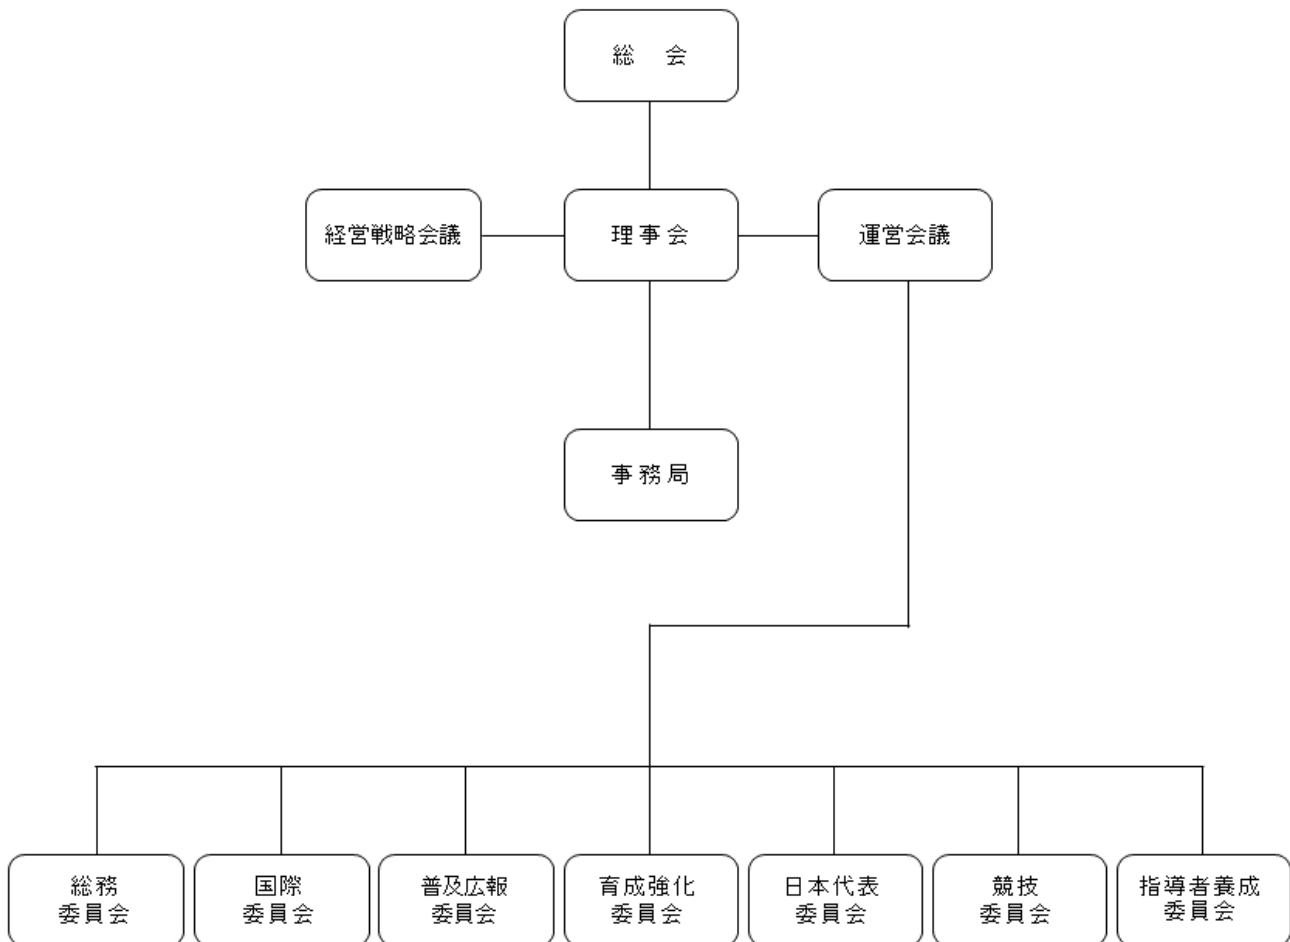 総　会
経営戦略会議
理事会
運営会議
事務局
総務
委員会
国際
委員会
普及広報
委員会
育成強化
委員会
日本代表
委員会
競技
委員会
指導者養成
委員会